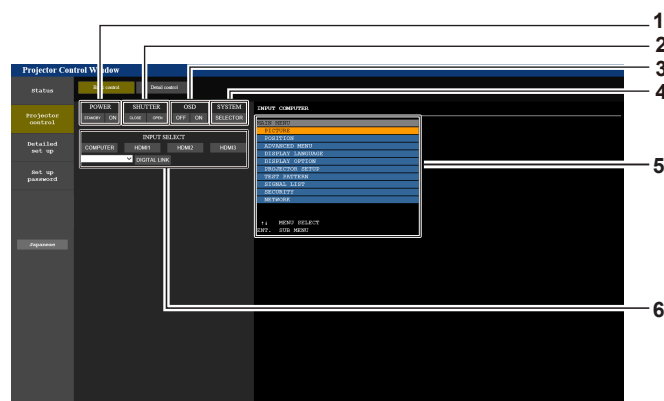 1
2
3
4
5
6
Projector Control Window
Status
Projector
control
Detailed
set up
Set up
password
Japanese
Basic control
Detail control
POWER
STANDBY ON
SHUTTER
CLOSE OPEN
OSD
OFF ON
SYSTEM
SELECTOR
INPUT SELECT
COMPUTER HDMI1 HDMI2 HDMI3
DIGITAL LINK
INPUT COMPUTER
MAIN MENU
PICTURE
POSITION
ADVANCED MENU
DISPLAY LANGUAGE
DISPLAY OPTION
PROJECTOR SETUP
TEST PATTERN
SIGNAL LIST
SECURITY
NETWORK
↑↓ MENU SELECT
ENT. SUB MENU